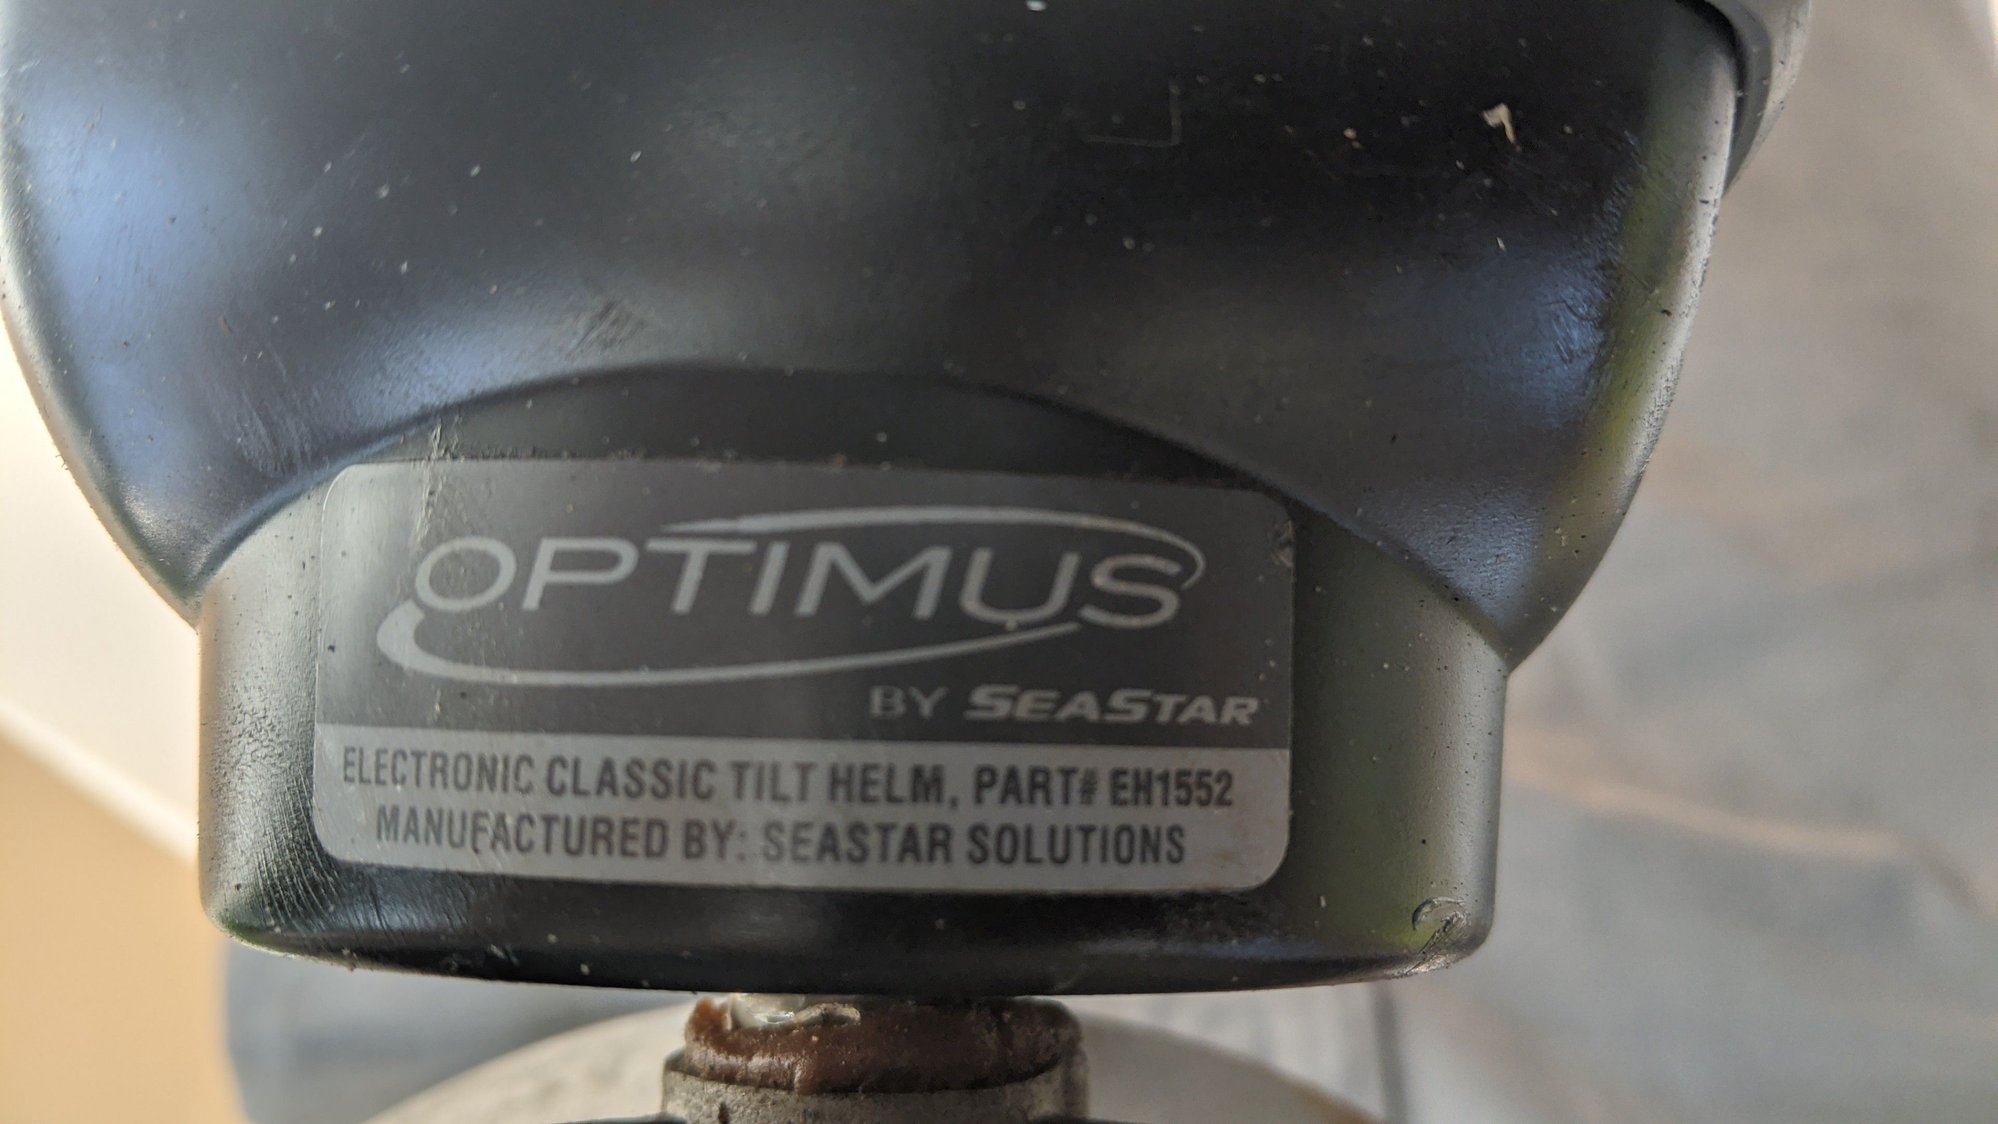 OPTIMUS
BY SEASTAR
ELECTRONIC CLASSIC TILT HELM, PART# EH1552
MANUFACTURED BY: SEASTAR SOLUTIONS